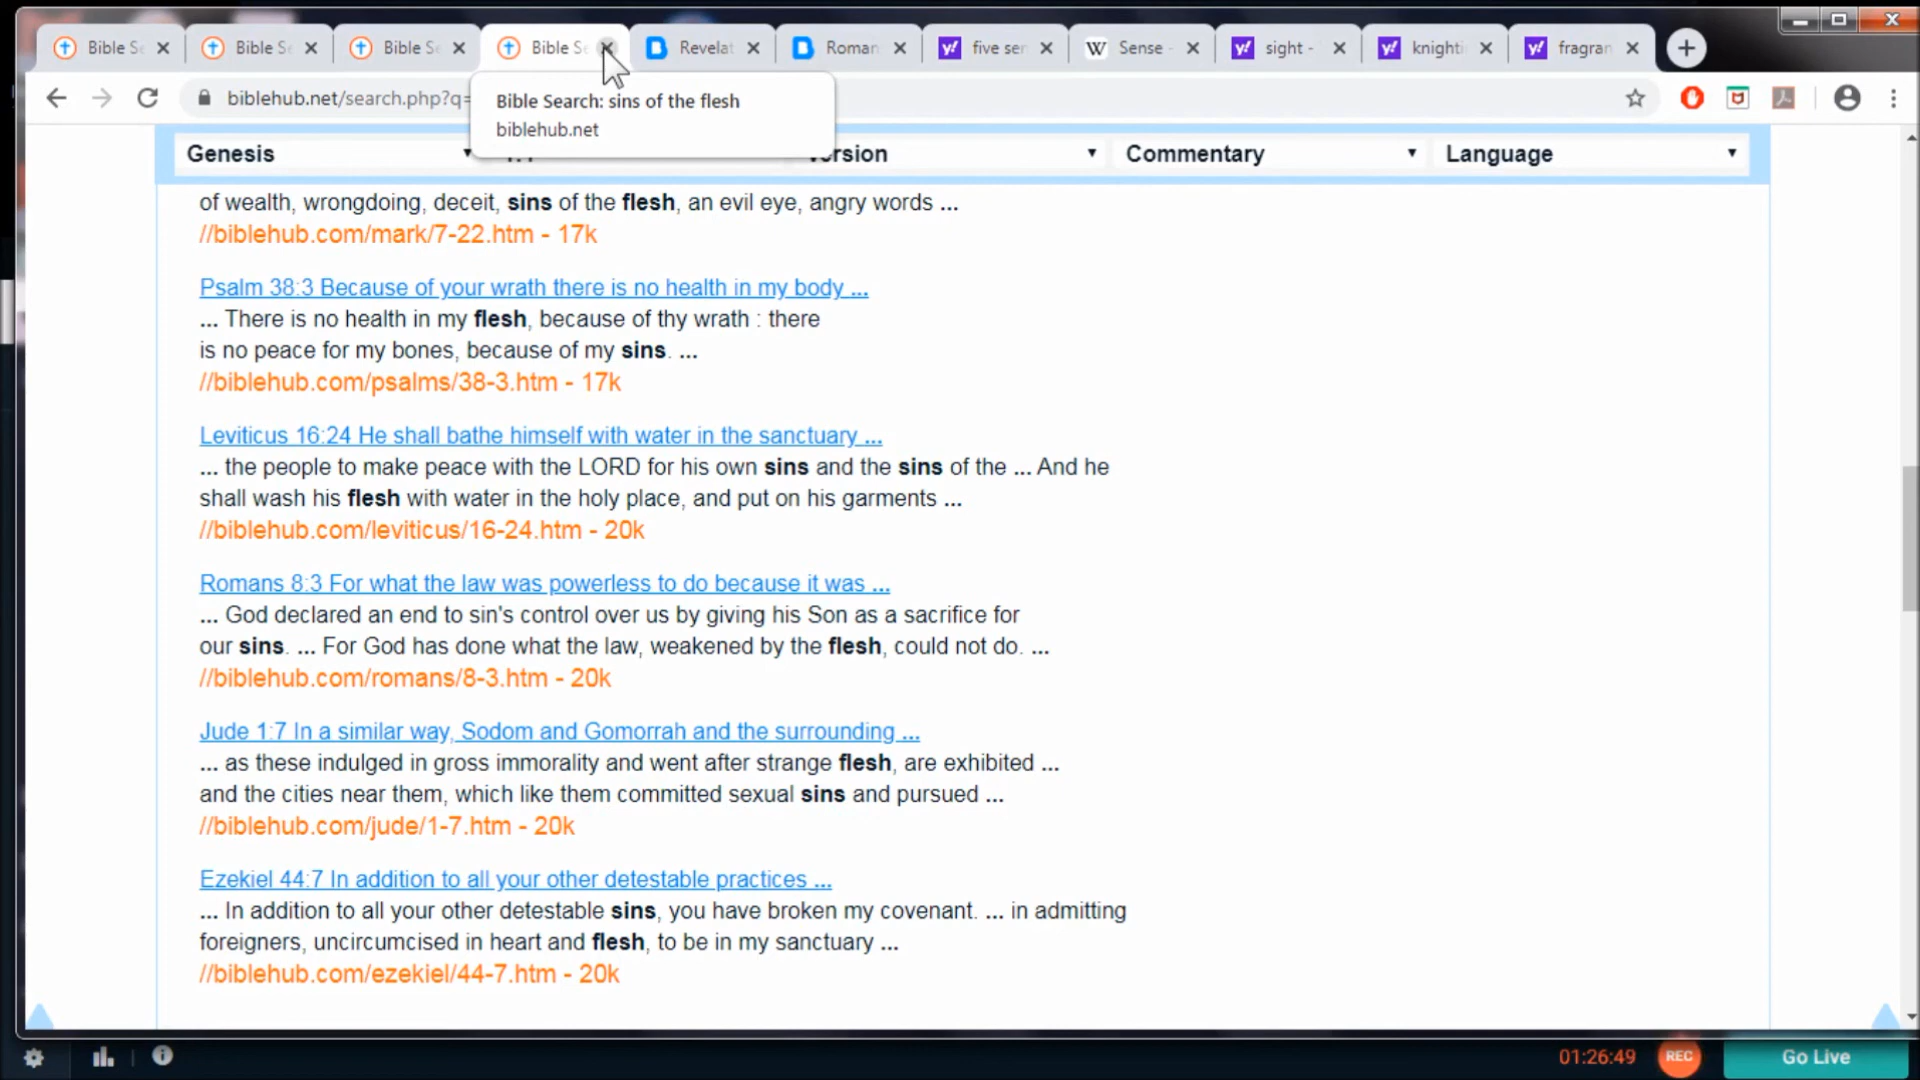 Bible Se
Bible Se
Bible Se
Bible Se
Revelat
Roman
five sen
Sense -
sight -
knighti
fragran
biblehub.net/search.php?q=
Bible Search: sins of the flesh
biblehub.net
Genesis
Commentary
Language
of wealth, wrongdoing, deceit, sins of the flesh, an evil eye, angry words ...
//biblehub.com/mark/7-22.htm - 17k
Psalm 38:3 Because of your wrath there is no health in my body ...
... There is no health in my flesh, because of thy wrath : there
is no peace for my bones, because of my sins. ...
//biblehub.com/psalms/38-3.htm - 17k
Leviticus 16:24 He shall bathe himself with water in the sanctuary ...
... the people to make peace with the LORD for his own sins and the sins of the ... And he
shall wash his flesh with water in the holy place, and put on his garments ...
//biblehub.com/leviticus/16-24.htm - 20k
Romans 8:3 For what the law was powerless to do because it was ...
... God declared an end to sin's control over us by giving his Son as a sacrifice for
our sins. ... For God has done what the law, weakened by the flesh, could not do. ...
//biblehub.com/romans/8-3.htm - 20k
Jude 1:7 In a similar way, Sodom and Gomorrah and the surrounding ...
... as these indulged in gross immorality and went after strange flesh, are exhibited ...
and the cities near them, which like them committed sexual sins and pursued ...
//biblehub.com/jude/1-7.htm - 20k
Ezekiel 44:7 In addition to all your other detestable practices ...
... In addition to all your other detestable sins, you have broken my covenant. ... in admitting
foreigners, uncircumcised in heart and flesh, to be in my sanctuary ...
//biblehub.com/ezekiel/44-7.htm - 20k
01:26:49
REC
Go Live